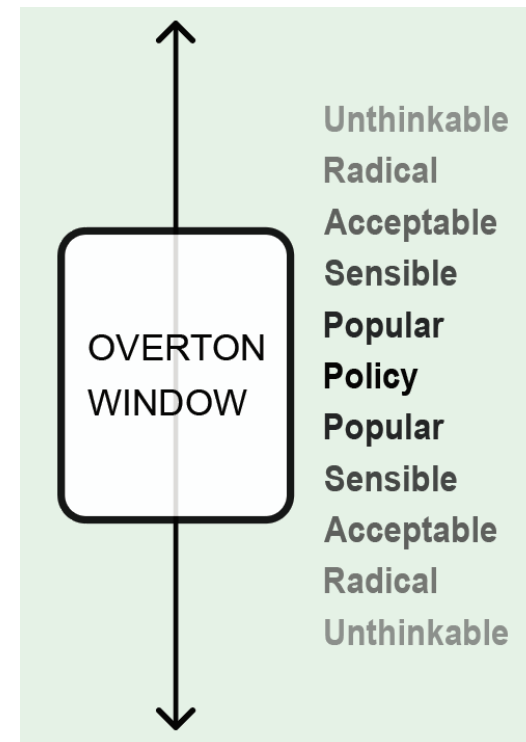 OVERTON
WINDOW
Unthinkable
Radical
Acceptable
Sensible
Popular
Policy
Popular
Sensible
Acceptable
Radical
Unthinkable